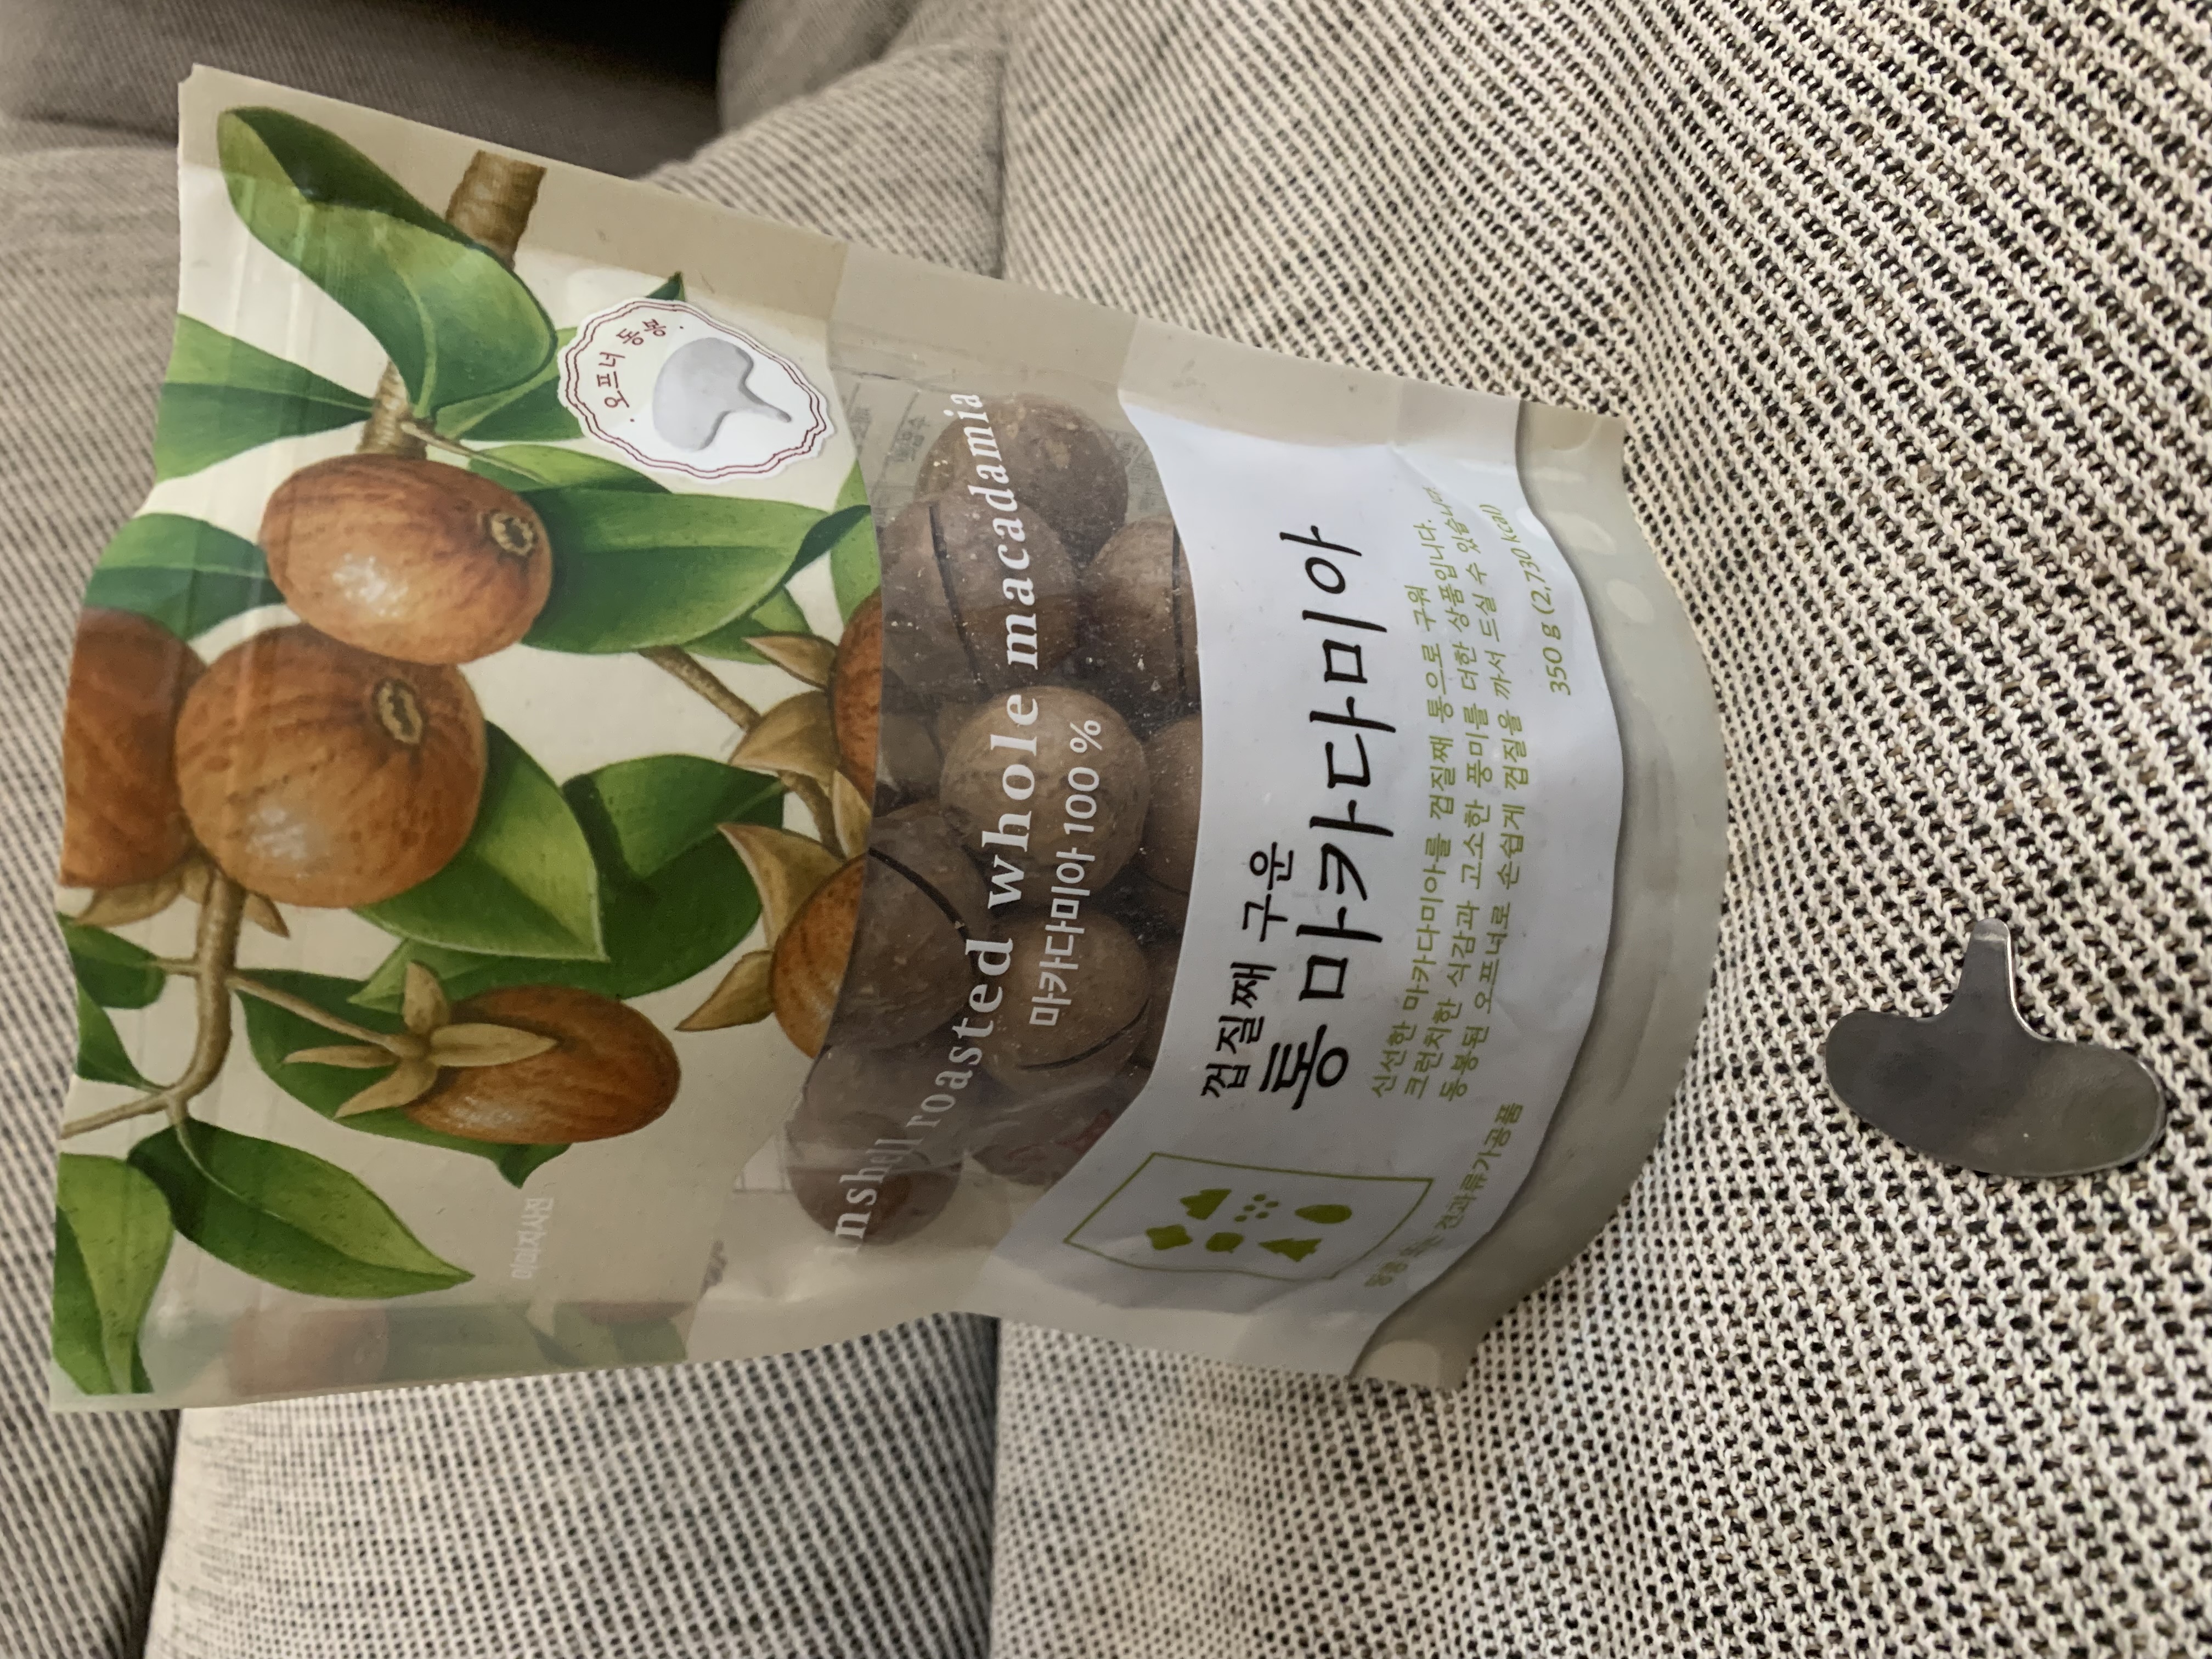 · 오프너 동봉 ·
이미지사진
inshell roasted whole macadamia
마카다미아 100 %
껍질째 구운
통마카다미아
신선한 마카다미아를 껍질째 통으로 구워
크런치한 식감과 고소한 풍미를 더한 상품입니다.
동봉된 오프너로 손쉽게 껍질을 까서 드실 수 있습니다.
견과류가공품
350 g (2,730 kcal)